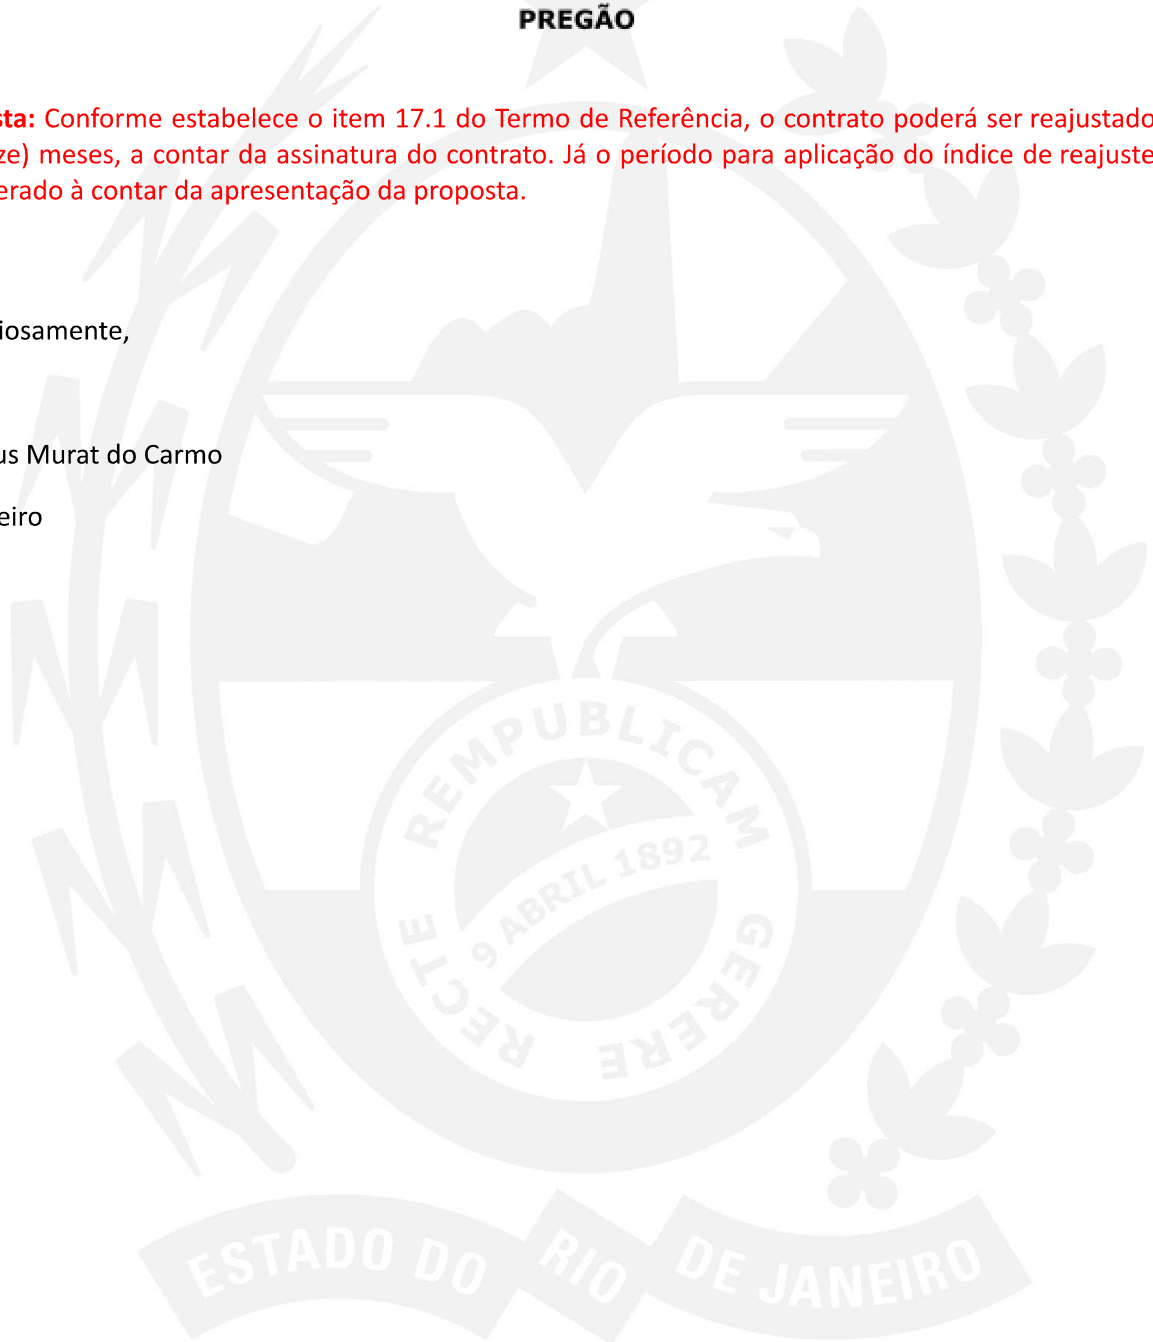 PREGÃO
sta: Conforme estabelece o item 17.1 do Termo de Referência, o contrato poderá ser reajustado
ze) meses, a contar da assinatura do contrato. Já o período para aplicação do índice de reajuste
erado à contar da apresentação da proposta.
iosamente,
us Murat do Carmo
eiro
REMPUBLICAM
9 ABRIL 1892
RECTE GERERE
ESTADO DO RIO DE JANEIRO